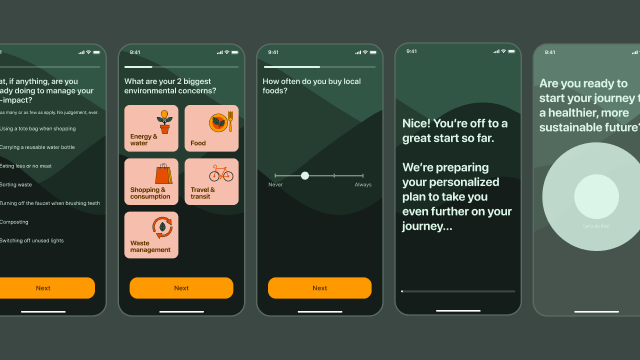 at, if anything, are you
ady doing to manage your
-impact?
as many or as few as apply. No judgement, ever
Using a tote bag when shopping
Carrying a reusable water bottle
Eating less or no meat
Sorting waste
Turning off the faucet when brushing teeth
Composting
Switching off unused lights
Next
9:41
What are your 2 biggest
environmental concerns?
Energy &
water
Food
Shopping &
consumption
Travel &
transit
Waste
management
Next
9:41
How often do you buy local
foods?
Never
Always
Next
9:41
Nice! You're off to a
great start so far.
We're preparing
your personalized
plan to take you
even further on your
journey...
9:41
Are you ready to
start your journey t
a healthier, more
sustainable future?